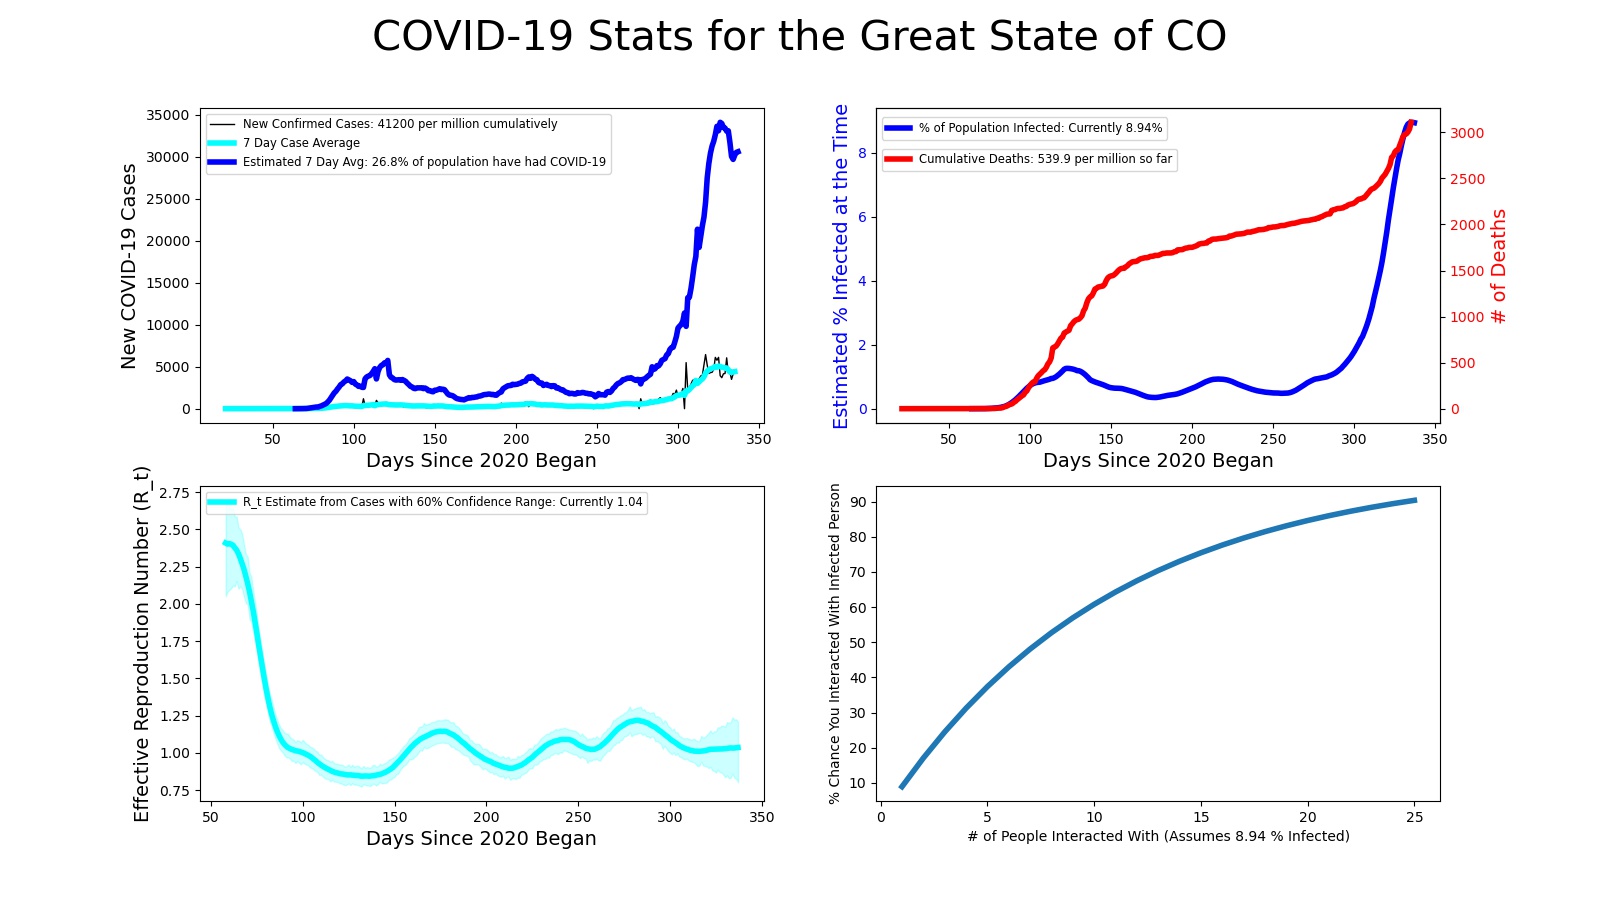 COVID-19 Stats for the Great State of CO
New COVID-19 Cases
35000
30000
25000
20000
15000
10000
5000
0
New Confirmed Cases: 41200 per million cumulatively
7 Day Case Average
Estimated 7 Day Avg: 26.8% of population have had COVID-19
50 100 150 200 250 300 350
Days Since 2020 Began
Estimated % Infected at the Time
8
6
4
2
0
% of Population Infected: Currently 8.94%
Cumulative Deaths: 539.9 per million so far
3000
2500
2000
1500
1000
500
0
# of Deaths
50 100 150 200 250 300 350
Days Since 2020 Began
Effective Reproduction Number (R_t)
2.75
2.50
2.25
2.00
1.75
1.50
1.25
1.00
0.75
R_t Estimate from Cases with 60% Confidence Range: Currently 1.04
50 100 150 200 250 300 350
Days Since 2020 Began
% Chance You Interacted With Infected Person
90
80
70
60
50
40
30
20
10
0 5 10 15 20 25
# of People Interacted With (Assumes 8.94 % Infected)